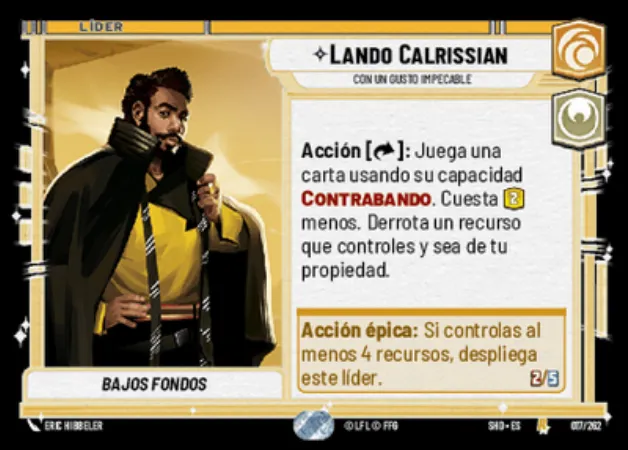 LÍDER
LANDO CALRISSIAN
CON UN GUSTO IMPECABLE
Acción [ ]: Juega una
carta usando su capacidad
CONTRABANDO. Cuesta 2
menos. Derrota un recurso
que controles y sea de tu
propiedad.
Acción épica: Si controlas al
menos 4 recursos, despliega
este líder.
2/5
BAJOS FONDOS
ERIC HIBBELER
© LFL © FFG
SHD • ES
017/262